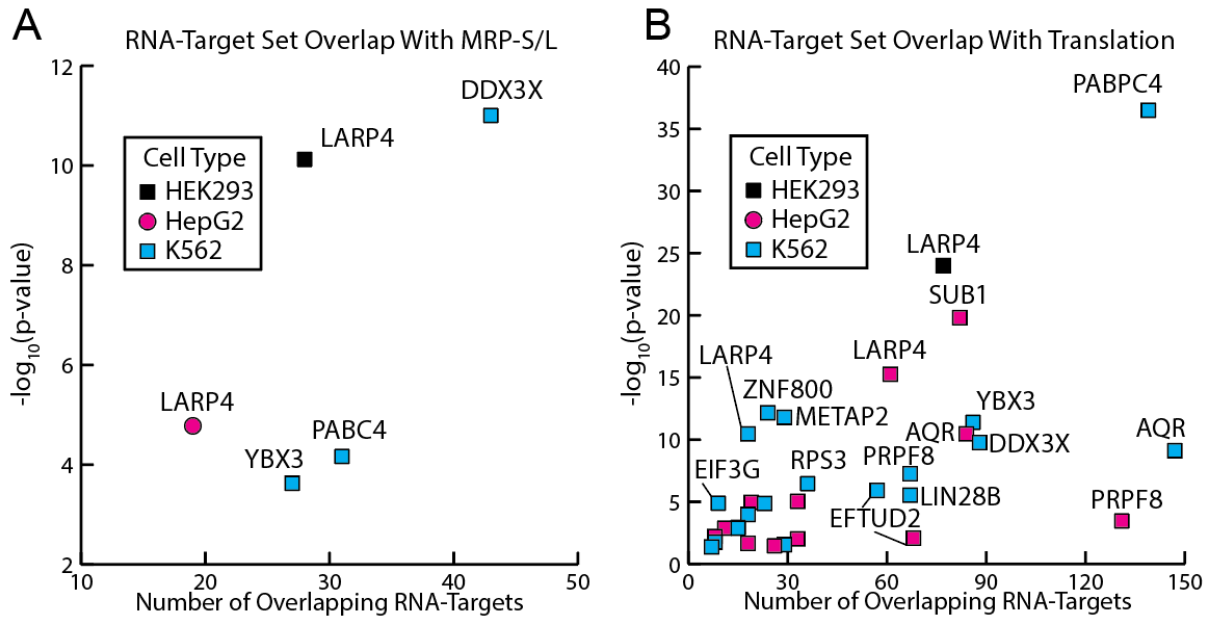 A
RNA-Target Set Overlap With MRP-S/L
12
10
8
6
4
2
-log10(p-value)
DDX3X
LARP4
Cell Type
HEK293
HepG2
K562
LARP4
PABC4
YBX3
10
20
30
40
50
Number of Overlapping RNA-Targets
B
RNA-Target Set Overlap With Translation
40
35
30
25
20
15
10
5
0
-log10(p-value)
PABPC4
Cell Type
HEK293
HepG2
K562
LARP4
SUB1
LARP4
LARP4
ZNF800
METAP2
YBX3
AQR
DDX3X
AQR
EIF3G
RPS3
PRPF8
LIN28B
EFTUD2
PRPF8
0
30
60
90
120
150
Number of Overlapping RNA-Targets